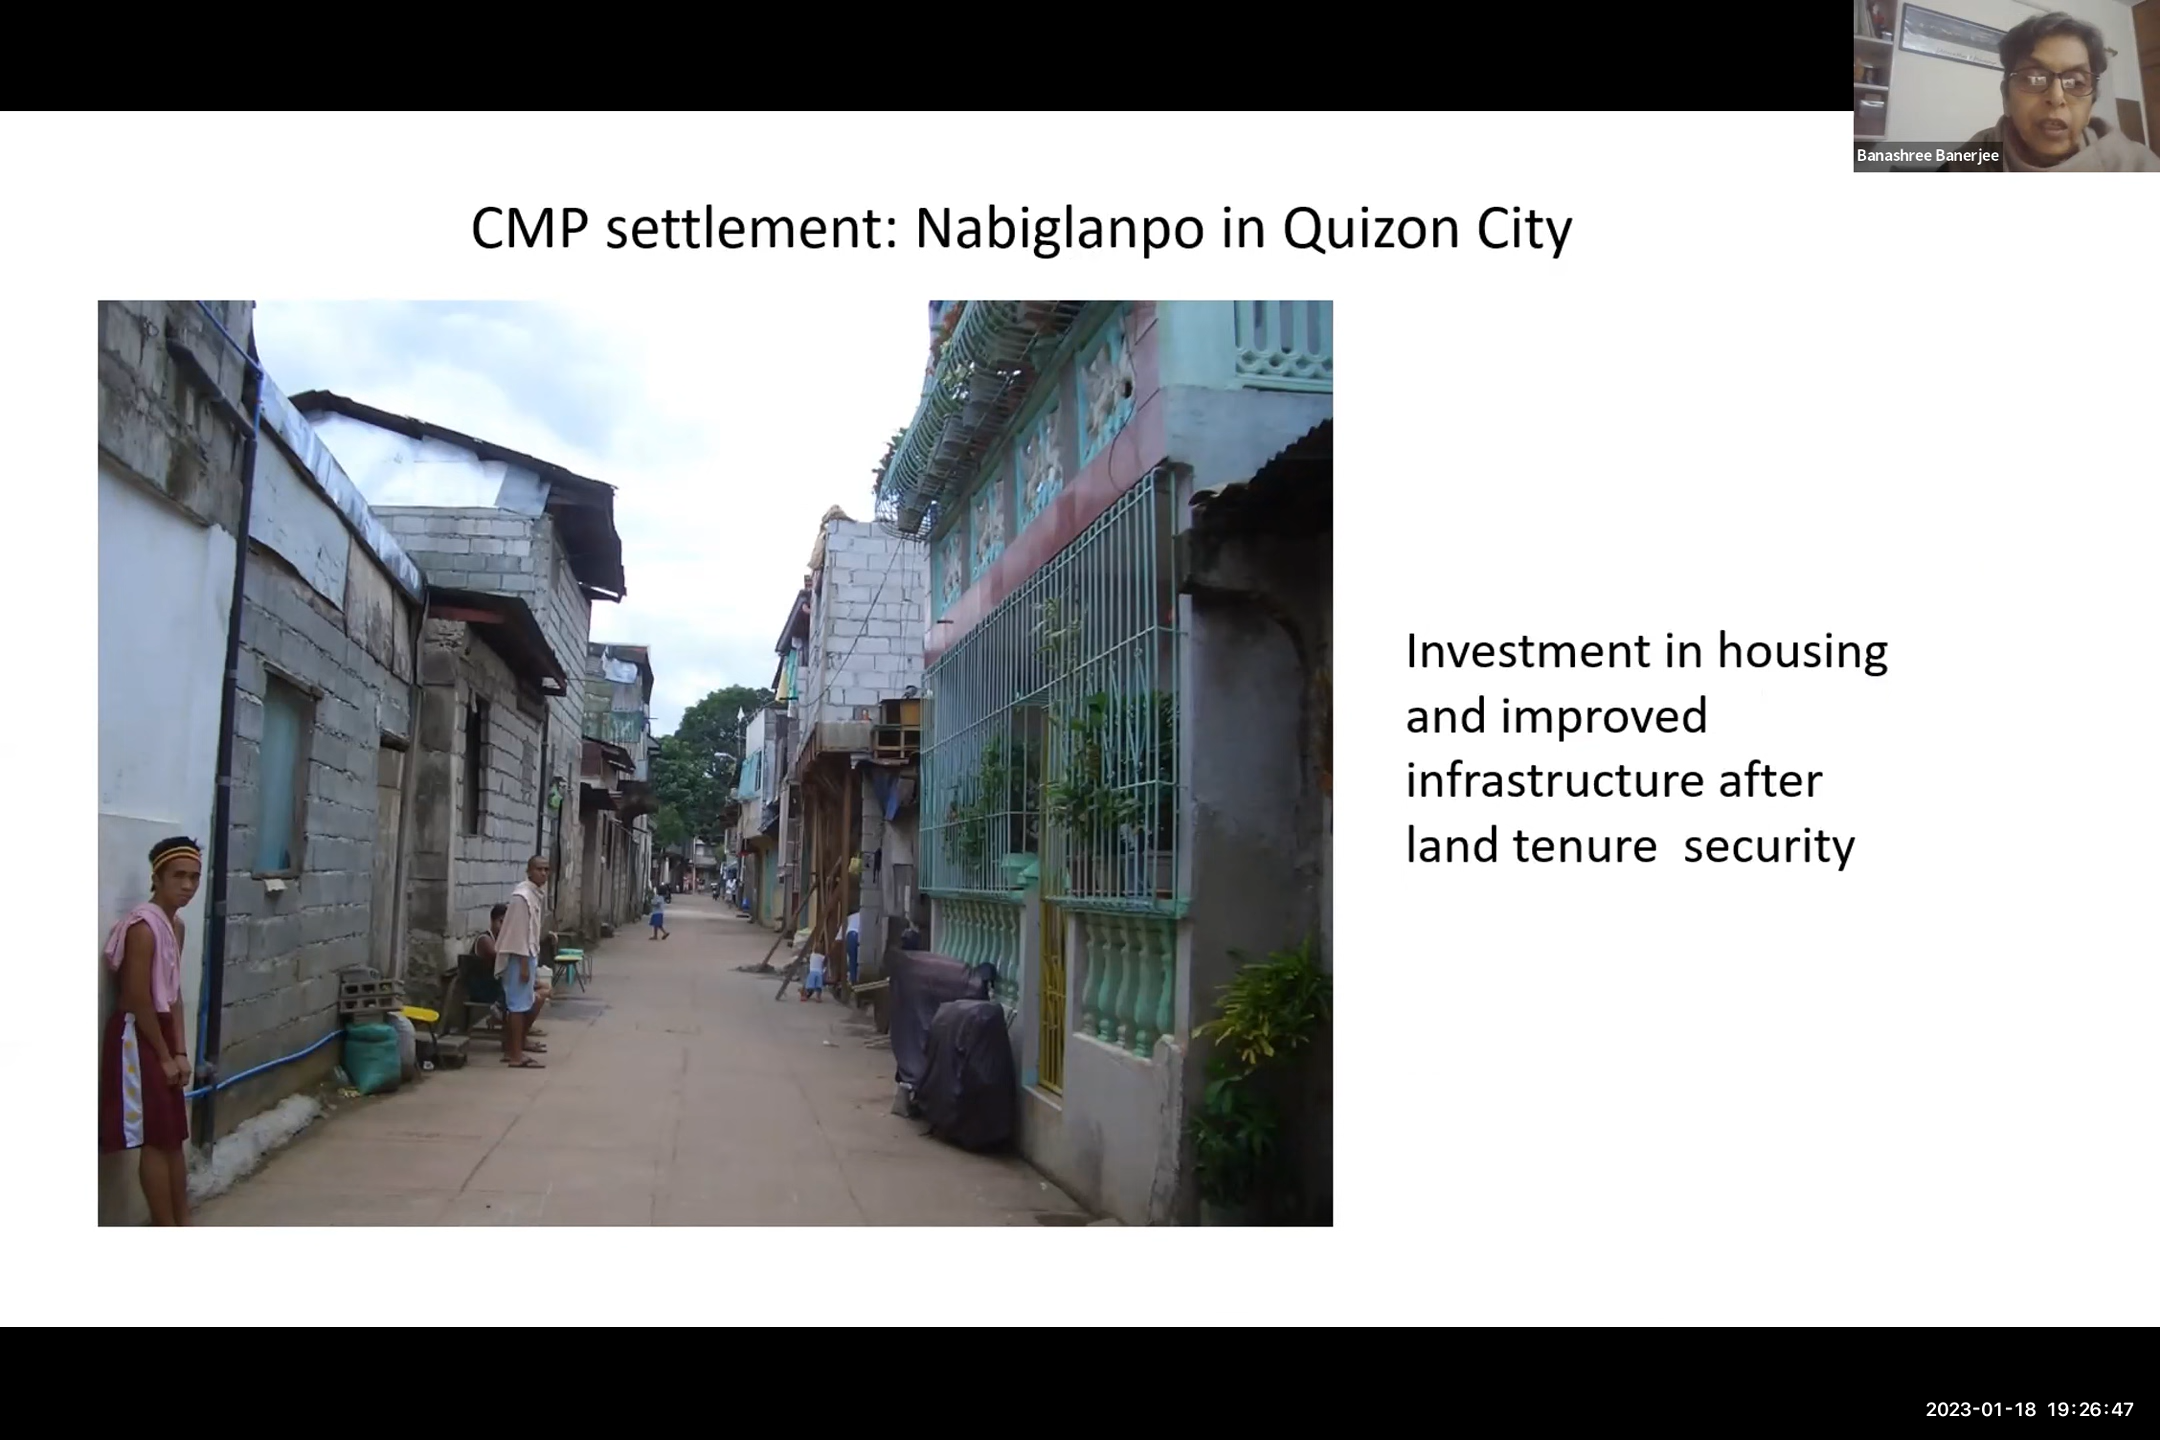 Banashree Banerjee
CMP settlement: Nabiglanpo in Quizon City
Investment in housing
and improved
infrastructure after
land tenure  security
2023-01-18 19:26:47